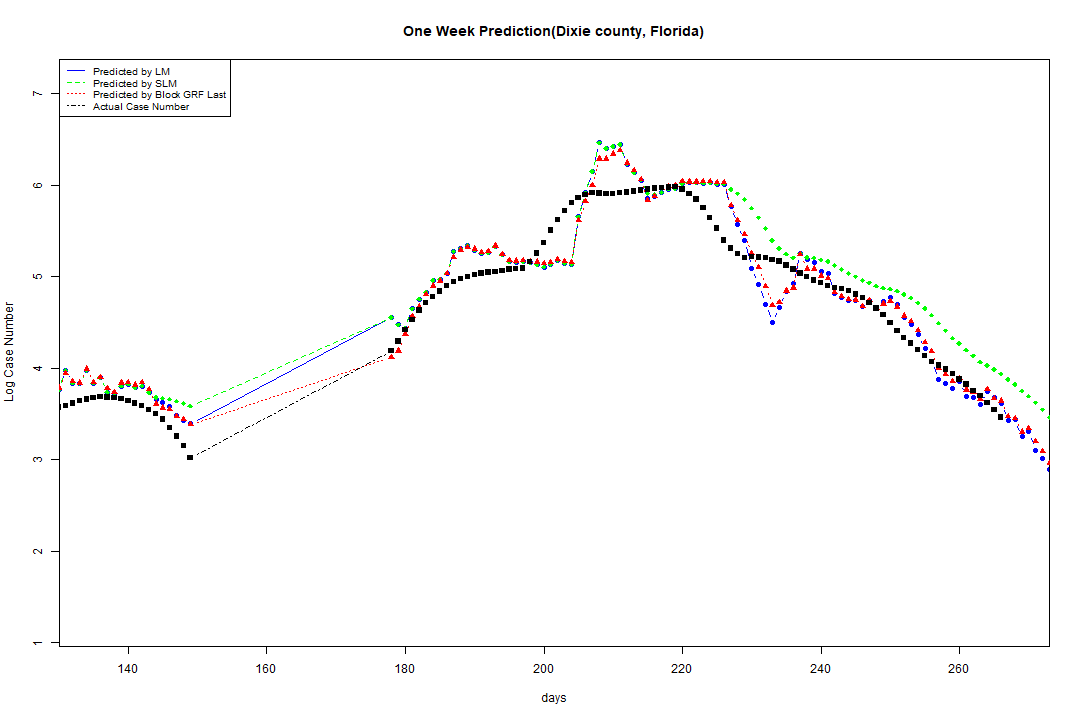 One Week Prediction(Dixie county, Florida)
Predicted by LM
Predicted by SLM
Predicted by Block GRF Last
Actual Case Number
7
6
5
4
3
2
1
Log Case Number
140 160 180 200 220 240 260
days